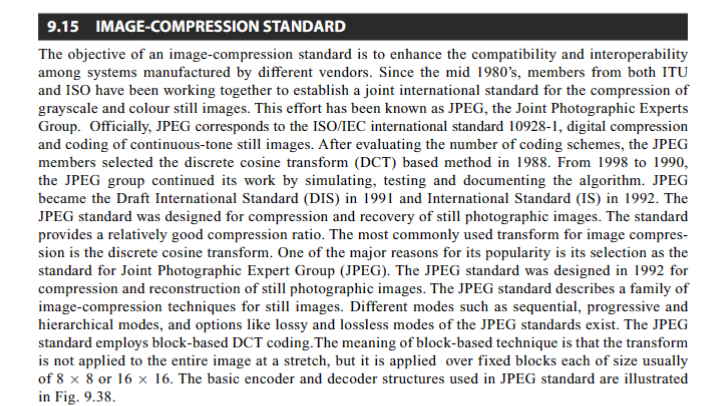 9.15 IMAGE-COMPRESSION STANDARD
The objective of an image-compression standard is to enhance the compatibility and interoperability
among systems manufactured by different vendors. Since the mid 1980’s, members from both ITU
and ISO have been working together to establish a joint international standard for the compression of
grayscale and colour still images. This effort has been known as JPEG, the Joint Photographic Experts
Group. Officially, JPEG corresponds to the ISO/IEC international standard 10928-1, digital compression
and coding of continuous-tone still images. After evaluating the number of coding schemes, the JPEG
members selected the discrete cosine transform (DCT) based method in 1988. From 1998 to 1990,
the JPEG group continued its work by simulating, testing and documenting the algorithm. JPEG
became the Draft International Standard (DIS) in 1991 and International Standard (IS) in 1992. The
JPEG standard was designed for compression and recovery of still photographic images. The standard
provides a relatively good compression ratio. The most commonly used transform for image compres-
sion is the discrete cosine transform. One of the major reasons for its popularity is its selection as the
standard for Joint Photographic Expert Group (JPEG). The JPEG standard was designed in 1992 for
compression and reconstruction of still photographic images. The JPEG standard describes a family of
image-compression techniques for still images. Different modes such as sequential, progressive and
hierarchical modes, and options like lossy and lossless modes of the JPEG standards exist. The JPEG
standard employs block-based DCT coding.The meaning of block-based technique is that the transform
is not applied to the entire image at a stretch, but it is applied over fixed blocks each of size usually
of 8 × 8 or 16 × 16. The basic encoder and decoder structures used in JPEG standard are illustrated
in Fig. 9.38.